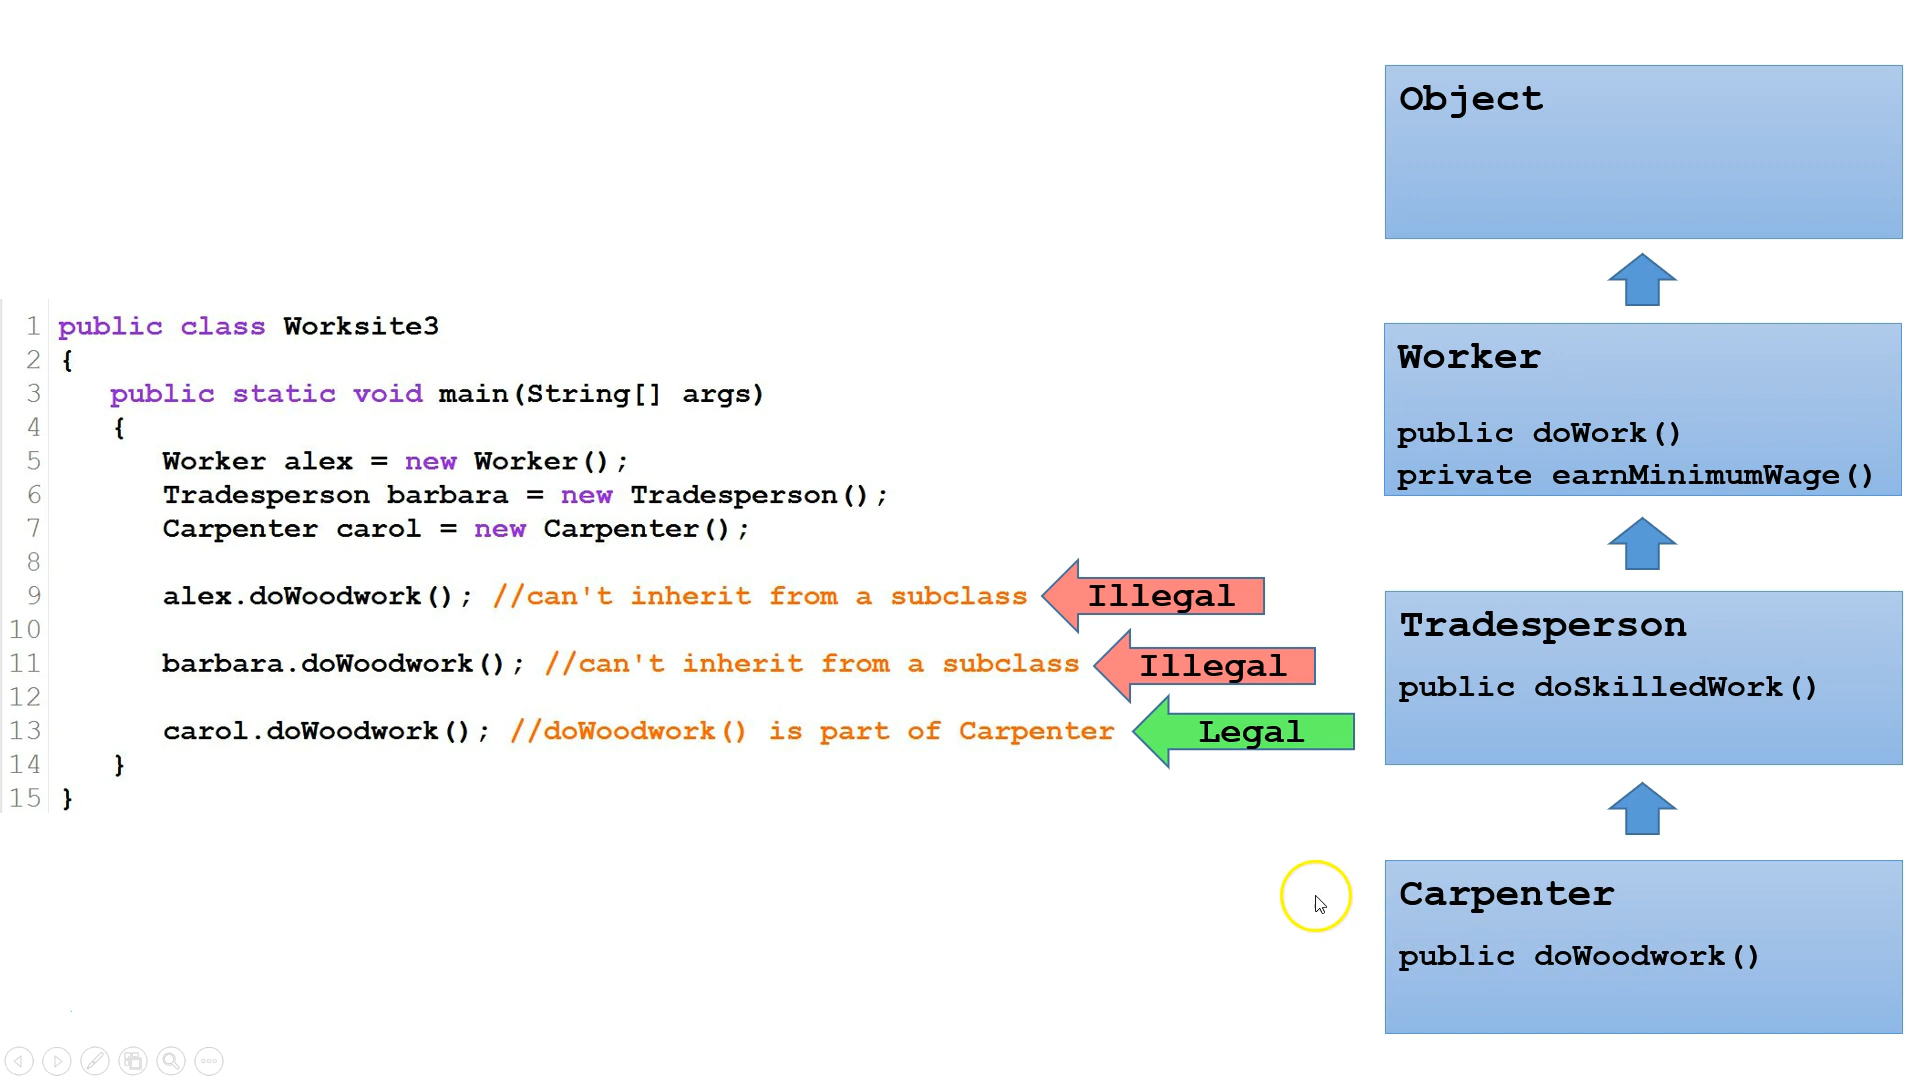 1 public class Worksite3
2 {
3 public static void main(String[] args)
4 {
5 Worker alex = new Worker();
6 Tradesperson barbara = new Tradesperson();
7 Carpenter carol = new Carpenter();
8
9 alex.doWoodwork(); //can't inherit from a subclass Illegal
10
11 barbara.doWoodwork(); //can't inherit from a subclass Illegal
12
13 carol.doWoodwork(); //doWoodwork() is part of Carpenter Legal
14 }
15 }
Object
Worker
public doWork()
private earnMinimumWage()
Tradesperson
public doSkilledWork()
Carpenter
public doWoodwork()